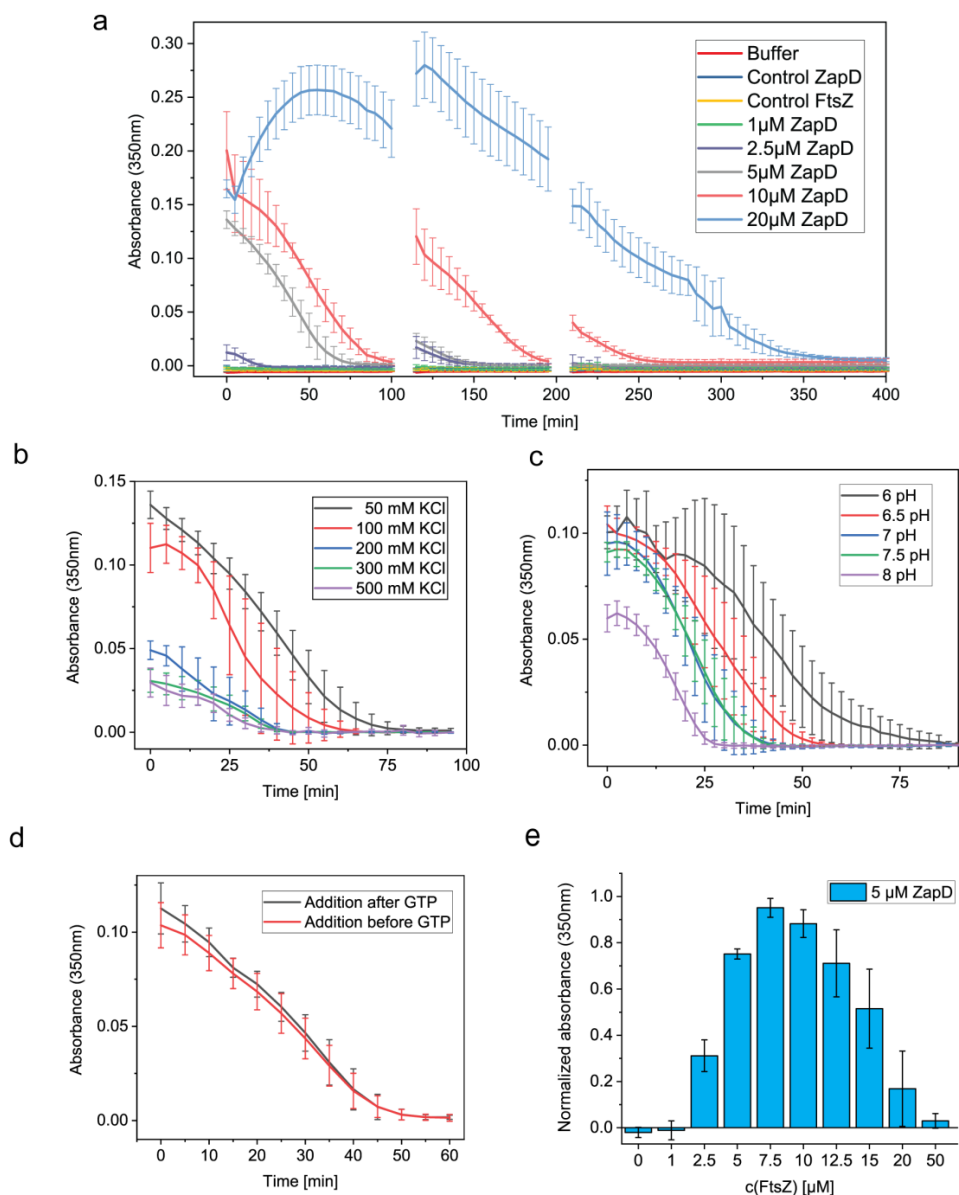 a
0.30
0.25
0.20
0.15
0.10
0.05
0.00
Absorbance (350nm)
0 50 100 150 200 250 300 350 400
Time [min]
Buffer
Control ZapD
Control FtsZ
1µM ZapD
2.5µM ZapD
5µM ZapD
10µM ZapD
20µM ZapD
b
0.15
0.10
0.05
0.00
Absorbance (350nm)
0 25 50 75 100
Time [min]
50 mM KCl
100 mM KCl
200 mM KCl
300 mM KCl
500 mM KCl
c
0.10
0.05
0.00
Absorbance (350nm)
0 25 50 75
Time [min]
6 pH
6.5 pH
7 pH
7.5 pH
8 pH
d
0.10
0.05
0.00
Absorbance (350nm)
0 10 20 30 40 50 60
Time [min]
Addition after GTP
Addition before GTP
e
1.0
0.8
0.6
0.4
0.2
0.0
Normalized absorbance (350nm)
0 1 2.5 5 7.5 10 12.5 15 20 50
c(FtsZ) [µM]
5 µM ZapD